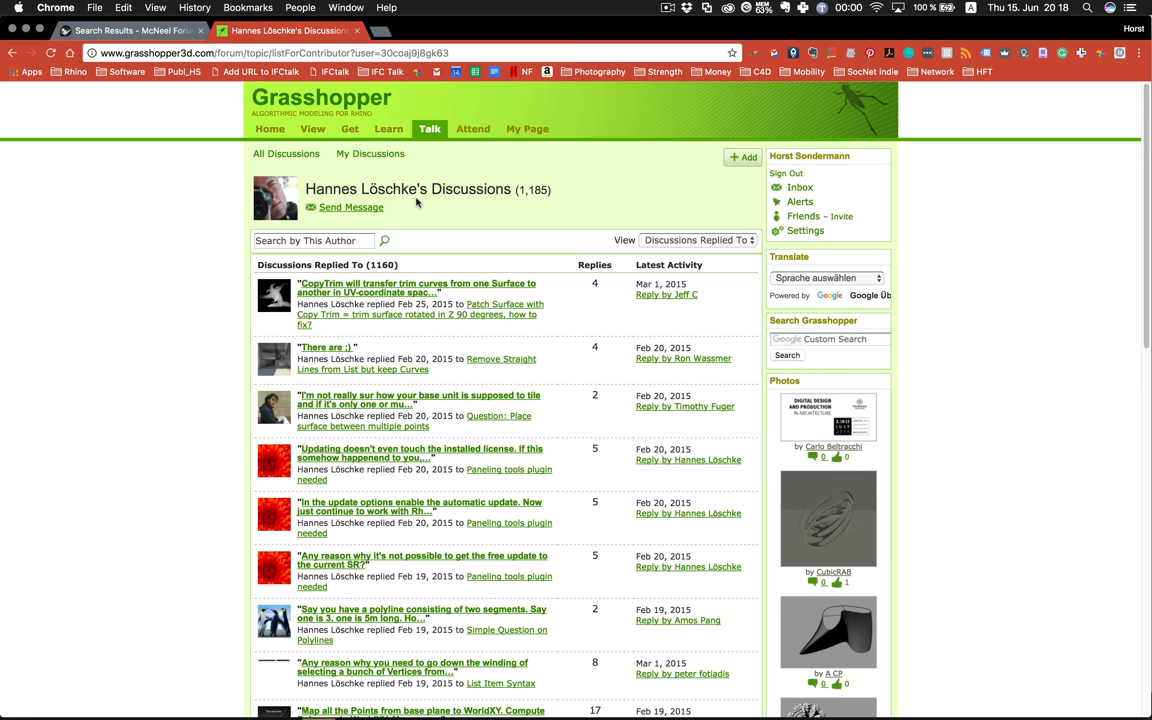 Chrome File Edit View History Bookmarks People Window Help MEM 63% 00:00 100% Thu 15. Jun 20 18
Search Results - McNeel Forum Hannes Löschke's Discussions Horst
www.grasshopper3d.com/forum/topic/listForContributor?user=30coaj9j8gk63
Apps Rhino Software Publ_HS Add URL to IFCtalk IFCtalk IFC Talk NF Photography Strength Money C4D Mobility SocNet indie Network HFT
Grasshopper
ALGORITHMIC MODELING FOR RHINO
Home View Get Learn Talk Attend My Page
All Discussions My Discussions
+ Add
Hannes Löschke's Discussions (1,185)
Send Message
Search by This Author
View Discussions Replied To
Discussions Replied To (1160) Replies Latest Activity
"CopyTrim will transfer trim curves from one Surface to
another in UV-coordinate spac..."
Hannes Löschke replied Feb 25, 2015 to Patch Surface with
Copy Trim = trim surface rotated in Z 90 degrees, how to
fix?
4
Mar 1, 2015
Reply by Jeff C
"There are ;) "
Hannes Löschke replied Feb 20, 2015 to Remove Straight
Lines from List but keep Curves
4
Feb 20, 2015
Reply by Ron Wassmer
"I'm not really sur how your base unit is supposed to tile
and if it's only one or mu..."
Hannes Löschke replied Feb 20, 2015 to Question: Place
surface between multiple points
2
Feb 20, 2015
Reply by Timothy Fuger
"Updating doesn't even touch the installed license. If this
somehow happenend to you,..."
Hannes Löschke replied Feb 20, 2015 to Paneling tools plugin
needed
5
Feb 20, 2015
Reply by Hannes Löschke
"In the update options enable the automatic update. Now
just continue to work with Rh..."
Hannes Löschke replied Feb 20, 2015 to Paneling tools plugin
needed
5
Feb 20, 2015
Reply by Hannes Löschke
"Any reason why it's not possible to get the free update to
the current SR?"
Hannes Löschke replied Feb 19, 2015 to Paneling tools plugin
needed
5
Feb 20, 2015
Reply by Hannes Löschke
"Say you have a polyline consisting of two segments. Say
one is 3, one is 5m long. Ho..."
Hannes Löschke replied Feb 19, 2015 to Simple Question on
Polylines
2
Feb 19, 2015
Reply by Amos Pang
"Any reason why you need to go down the winding of
selecting a bunch of Vertices from..."
Hannes Löschke replied Feb 19, 2015 to List Item Syntax
8
Mar 1, 2015
Reply by peter fotiadis
"Map all the Points from base plane to WorldXY. Compute
17
Feb 19, 2015
Horst Sondermann
Sign Out
Inbox
Alerts
Friends - Invite
Settings
Translate
Sprache auswählen
Powered by Google Google Üb
Search Grasshopper
Google Custom Search
Search
Photos
DIGITAL DESIGN
AND PRODUCTION
IN ARCHITECTURE
by Carlo Beltracchi
0 0
by CubicRAB
0 1
by A CP
0 0